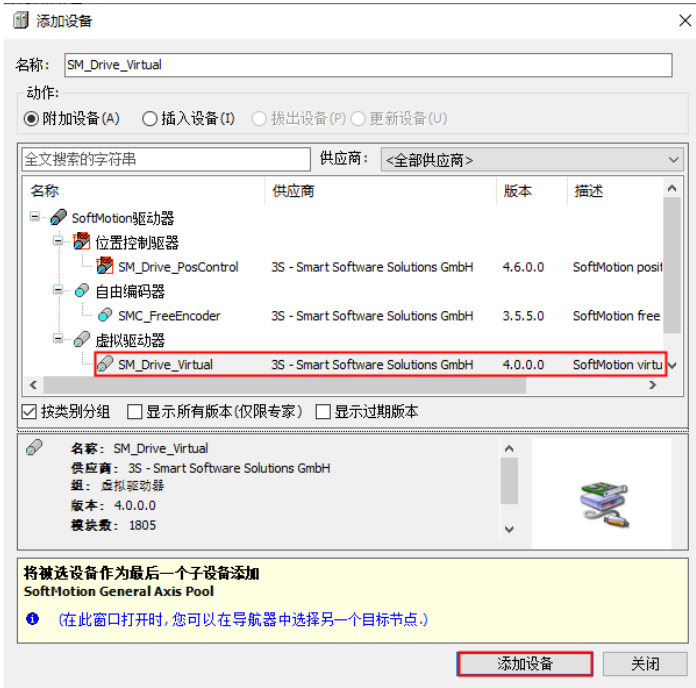 添加设备
名称: SM_Drive_Virtual
动作:
附加设备(A) 插入设备(I) 拔出设备(P) 更新设备(U)
全文搜索的字符串 供应商: <全部供应商>
名称 供应商 版本 描述
SoftMotion驱动器
位置控制驱器
SM_Drive_PosControl 3S - Smart Software Solutions GmbH 4.6.0.0 SoftMotion posit
自由编码器
SMC_FreeEncoder 3S - Smart Software Solutions GmbH 3.5.5.0 SoftMotion free
虚拟驱动器
SM_Drive_Virtual 3S - Smart Software Solutions GmbH 4.0.0.0 SoftMotion virtu
按类别分组 显示所有版本(仅限专家) 显示过期版本
名称: SM_Drive_Virtual
供应商: 3S - Smart Software Solutions GmbH
组: 虚拟驱动器
版本: 4.0.0.0
模块数: 1805
将被选设备作为最后一个子设备添加
SoftMotion General Axis Pool
(在此窗口打开时,您可以在导航器中选择另一个目标节点.)
添加设备 关闭